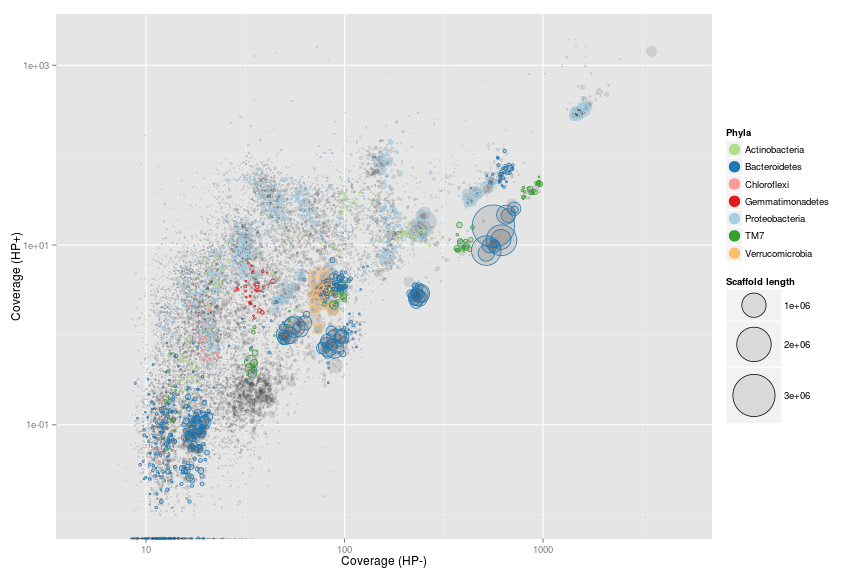 Coverage (HP+)
1e+03
1e+01
1e-01
10
100
1000
Coverage (HP-)
Phyla
Actinobacteria
Bacteroidetes
Chloroflexi
Gemmatimonadetes
Proteobacteria
TM7
Verrucomicrobia
Scaffold length
1e+06
2e+06
3e+06